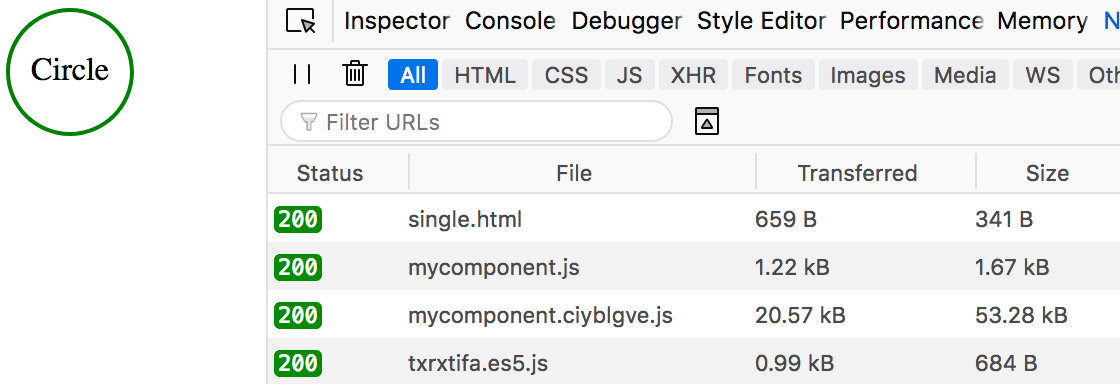 Circle
Inspector Console Debugger Style Editor Performance Memory N
All HTML CSS JS XHR Fonts Images Media WS Oth
Filter URLs
Status File Transferred Size
200 single.html 659 B 341 B
200 mycomponent.js 1.22 kB 1.67 kB
200 mycomponent.ciyblgve.js 20.57 kB 53.28 kB
200 txrxtifa.es5.js 0.99 kB 684 B